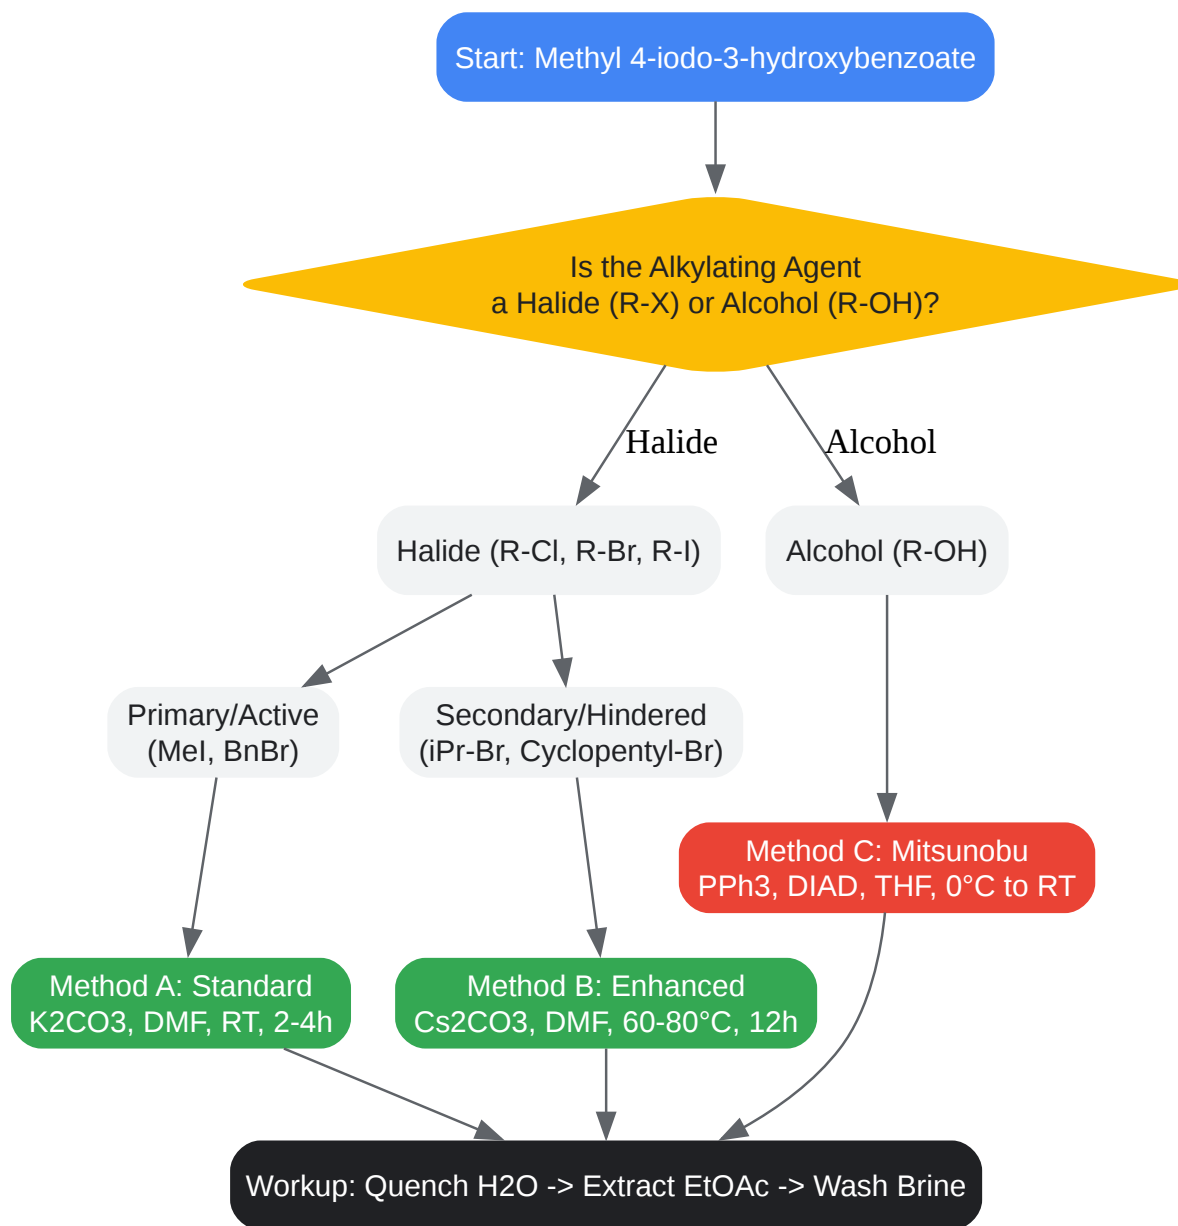 Start: Methyl 4-iodo-3-hydroxybenzoate
Is the Alkylating Agent
a Halide (R-X) or Alcohol (R-OH)?
Halide
Alcohol
Halide (R-Cl, R-Br, R-I)
Alcohol (R-OH)
Primary/Active
(MeI, BnBr)
Secondary/Hindered
(iPr-Br, Cyclopentyl-Br)
Method C: Mitsunobu
PPh3, DIAD, THF, 0°C to RT
Method A: Standard
K2CO3, DMF, RT, 2-4h
Method B: Enhanced
Cs2CO3, DMF, 60-80°C, 12h
Workup: Quench H2O -> Extract EtOAc -> Wash Brine